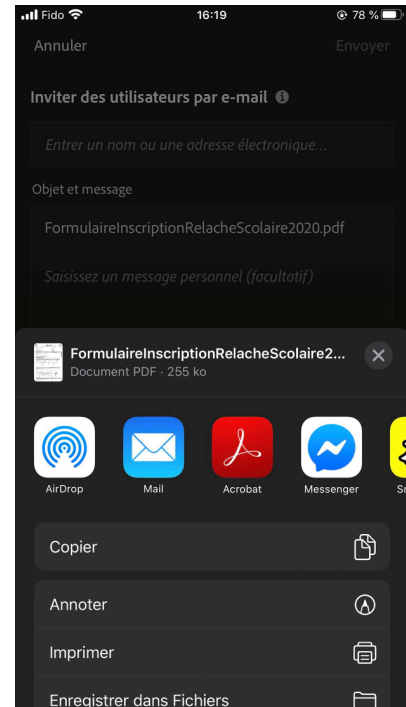 Fido 16:19 78 %
Annuler Envoyer
Inviter des utilisateurs par e-mail
Entrer un nom ou une adresse électronique...
Objet et message
FormulaireInscriptionRelacheScolaire2020.pdf
Saisissez un message personnel (facultatif)
FormulaireInscriptionRelacheScolaire2...
Document PDF · 255 ko
AirDrop Mail Acrobat Messenger
Copier
Annoter
Imprimer
Enregistrer dans Fichiers